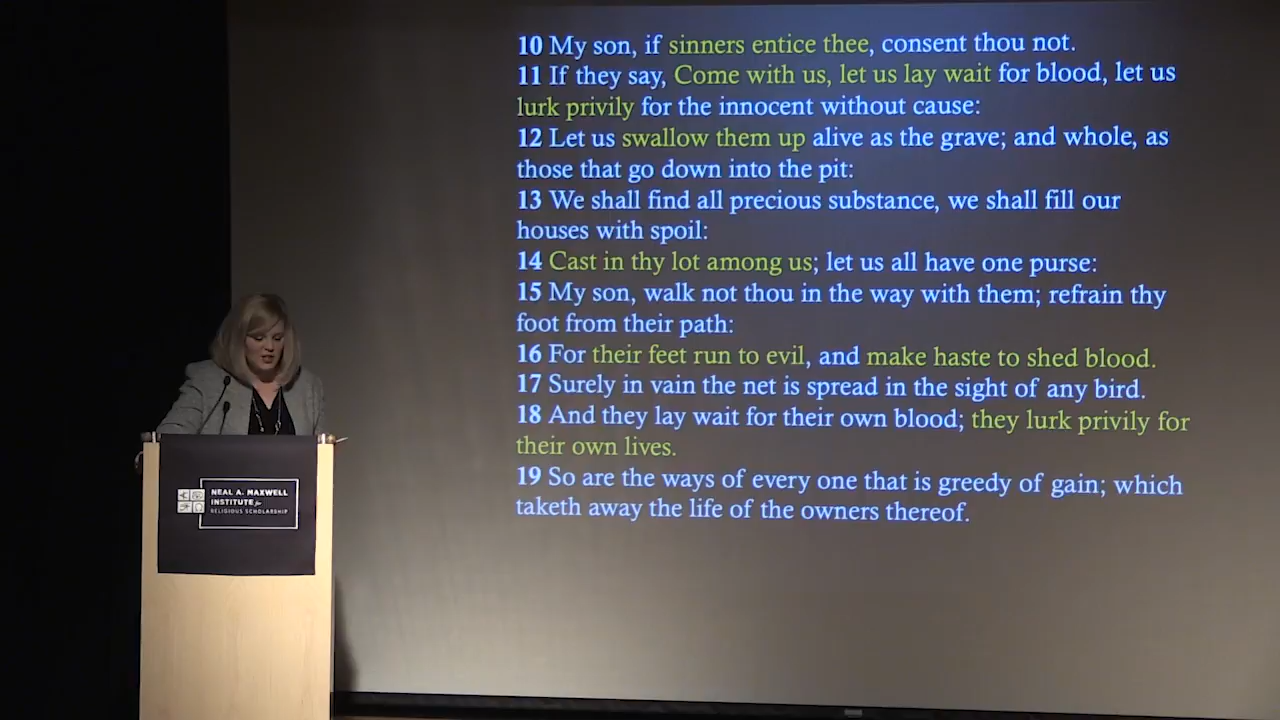 10 My son, if sinners entice thee, consent thou not.
11 If they say, Come with us, let us lay wait for blood, let us
lurk privily for the innocent without cause:
12 Let us swallow them up alive as the grave; and whole, as
those that go down into the pit:
13 We shall find all precious substance, we shall fill our
houses with spoil:
14 Cast in thy lot among us; let us all have one purse:
15 My son, walk not thou in the way with them; refrain thy
foot from their path:
16 For their feet run to evil, and make haste to shed blood.
17 Surely in vain the net is spread in the sight of any bird.
18 And they lay wait for their own blood; they lurk privily for
their own lives.
19 So are the ways of every one that is greedy of gain; which
taketh away the life of the owners thereof.
NEAL A. MAXWELL
INSTITUTE for
RELIGIOUS SCHOLARSHIP